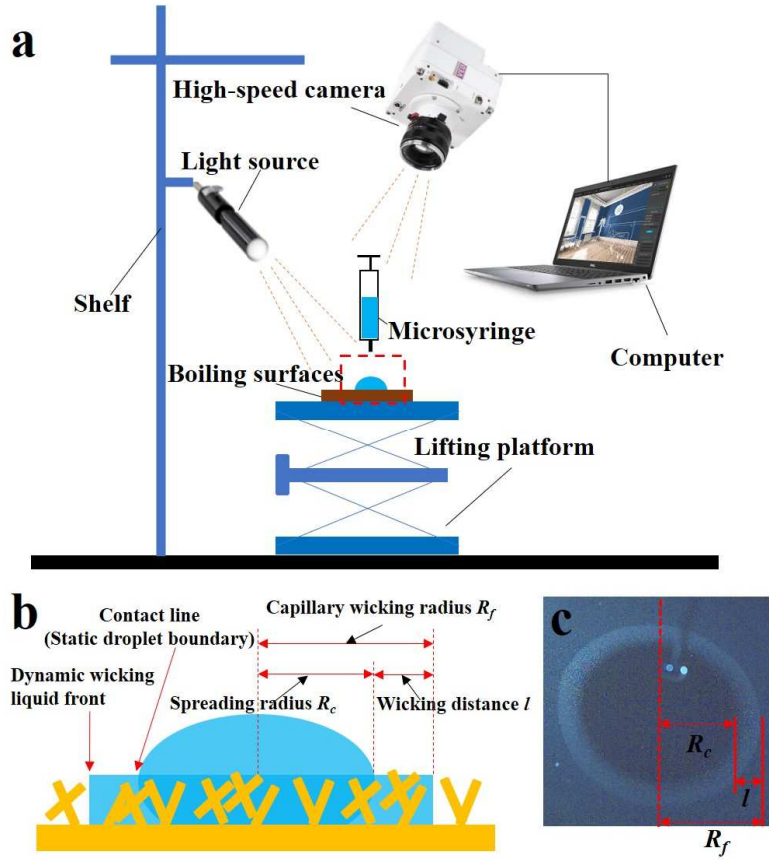 a
High-speed camera
Light source
Shelf
Microsyringe
Computer
Boiling surfaces
Lifting platform
b
Contact line
(Static droplet boundary)
Capillary wicking radius Rf
Dynamic wicking
liquid front
Spreading radius Rc
Wicking distance l
c
Rc
l
Rf